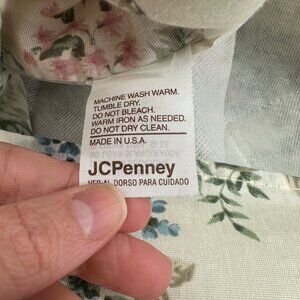 MACHINE WASH WARM.
TUMBLE DRY.
DO NOT BLEACH.
WARM IRON AS NEEDED.
DO NOT DRY CLEAN.
MADE IN U.S.A.
JCPenney
VER AL DORSO PARA CUIDADO